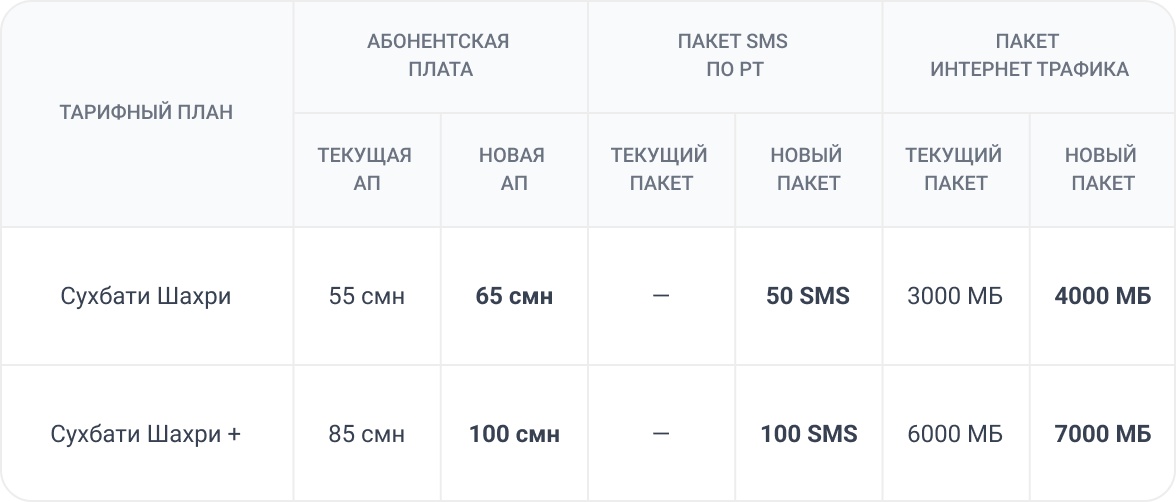 ТАРИФНЫЙ ПЛАН
АБОНЕНТСКАЯ
ПЛАТА
ПАКЕТ SMS
ПО РТ
ПАКЕТ
ИНТЕРНЕТ ТРАФИКА
ТЕКУЩАЯ
АП
НОВАЯ
АП
ТЕКУЩИЙ
ПАКЕТ
НОВЫЙ
ПАКЕТ
ТЕКУЩИЙ
ПАКЕТ
НОВЫЙ
ПАКЕТ
Сухбати Шахри 55 смн 65 смн — 50 SMS 3000 МБ 4000 МБ
Сухбати Шахри + 85 смн 100 смн — 100 SMS 6000 МБ 7000 МБ